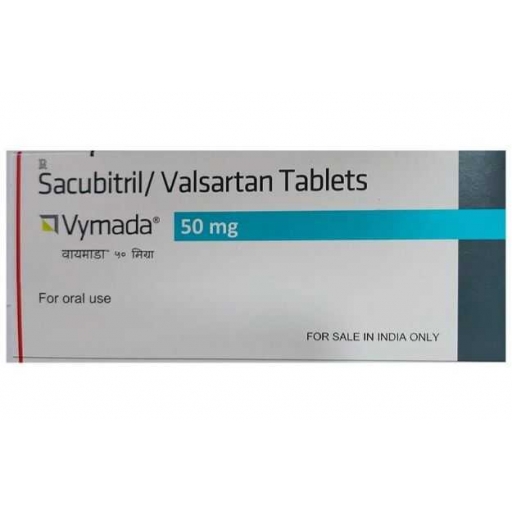 ℞
Sacubitril/ Valsartan Tablets
Vymada® 50 mg
वायमाडा ५० मिग्रा
For oral use
FOR SALE IN INDIA ONLY